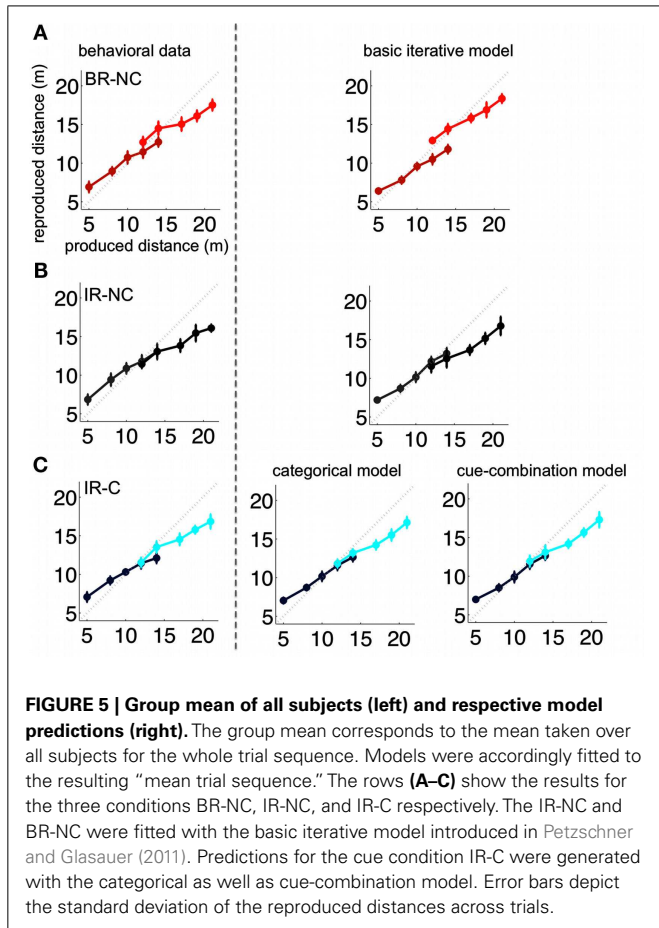 A
behavioral data
basic iterative model
BR-NC
reproduced distance (m)
20
15
10
5
5 10 15 20
produced distance (m)
20
15
10
5
5 10 15 20
B
IR-NC
20
15
10
5
5 10 15 20
20
15
10
5
5 10 15 20
C
categorical model
cue-combination model
IR-C
20
15
10
5
5 10 15 20
20
15
10
5
5 10 15 20
20
15
10
5
5 10 15 20
FIGURE 5 | Group mean of all subjects (left) and respective model
predictions (right). The group mean corresponds to the mean taken over
all subjects for the whole trial sequence. Models were accordingly fitted to
the resulting “mean trial sequence.” The rows (A–C) show the results for
the three conditions BR-NC, IR-NC, and IR-C respectively. The IR-NC and
BR-NC were fitted with the basic iterative model introduced in Petzschner
and Glasauer (2011). Predictions for the cue condition IR-C were generated
with the categorical as well as cue-combination model. Error bars depict
the standard deviation of the reproduced distances across trials.